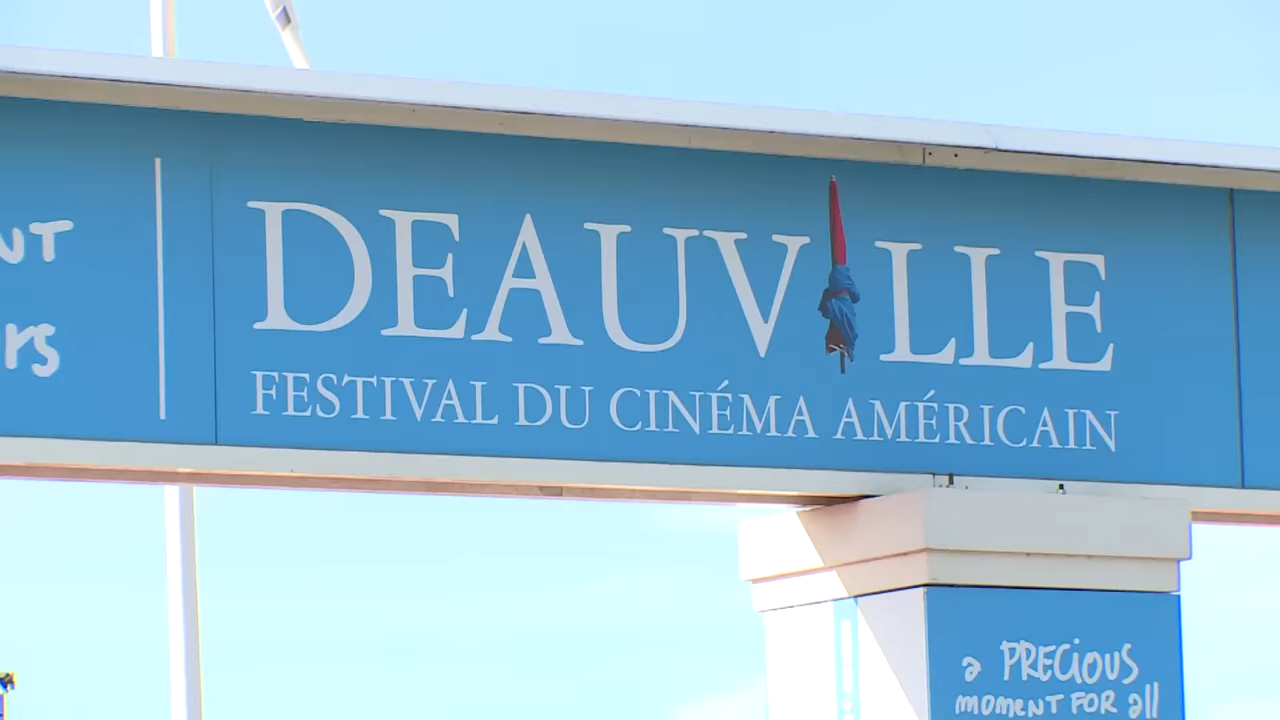 DEAUVILLE
FESTIVAL DU CINÉMA AMÉRICAIN
a PRECIOUS
MOMENT FOR all